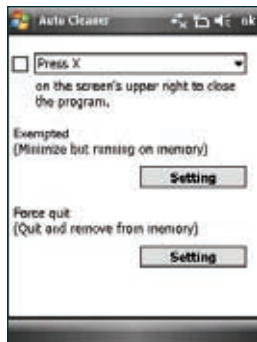 Auto Cleaner ok
Press X
on the screen's upper right to close
the program.
Exempted
(Minimize but running on memory)
Setting
Force quit
(Quit and remove from memory)
Setting